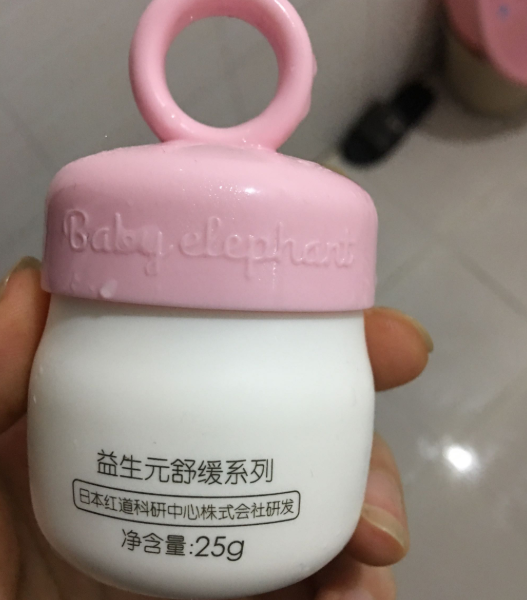 Baby elephant
益生元舒缓系列
日本红道科研中心株式会社研发
净含量:25g